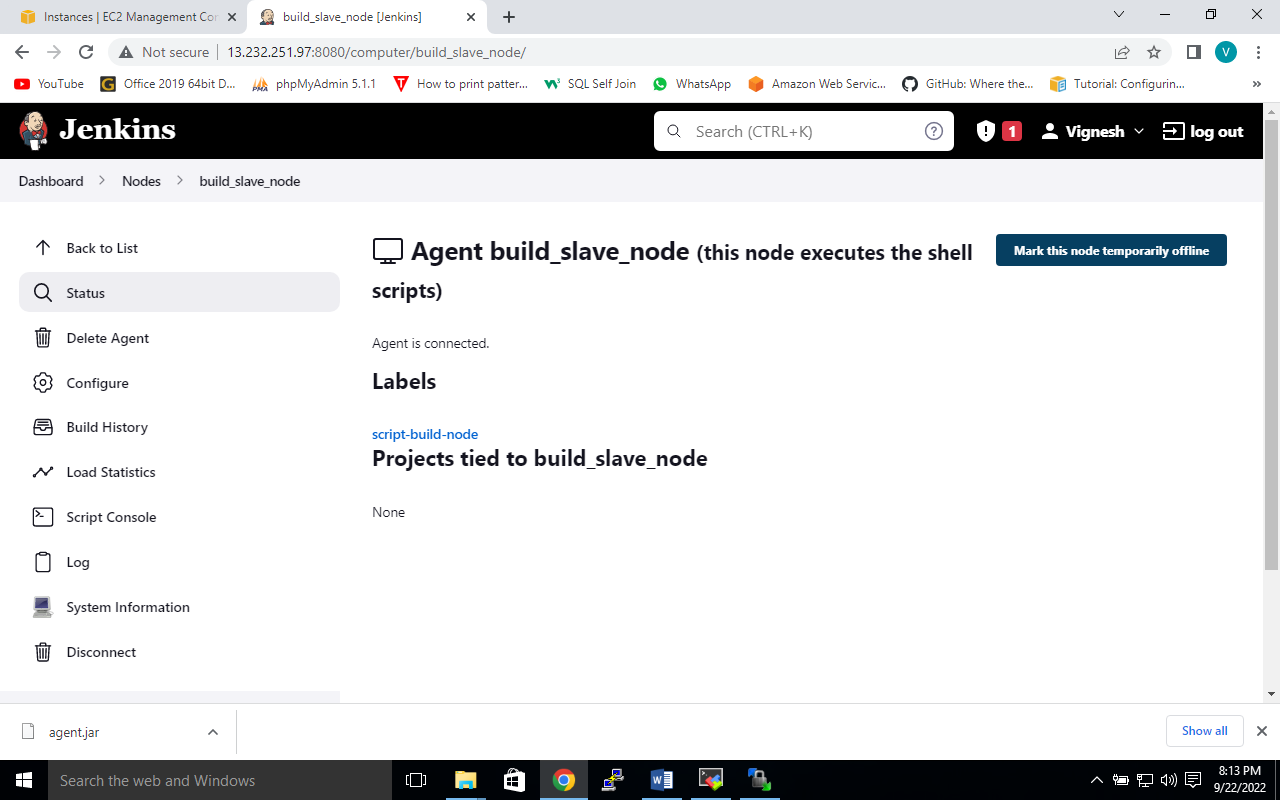 Instances | EC2 Management Con
build_slave_node [Jenkins]
Not secure
13.232.251.97:8080/computer/build_slave_node/
V
YouTube
Office 2019 64bit D...
phpMyAdmin 5.1.1
How to print patter...
SQL Self Join
WhatsApp
Amazon Web Servic...
GitHub: Where the...
Tutorial: Configurin...
»
Jenkins
Search (CTRL+K)
1
Vignesh
log out
Dashboard
Nodes
build_slave_node
Back to List
Status
Delete Agent
Configure
Build History
Load Statistics
Script Console
Log
System Information
Disconnect
Agent build_slave_node (this node executes the shell
scripts)
Mark this node temporarily offline
Agent is connected.
Labels
script-build-node
Projects tied to build_slave_node
None
agent.jar
Show all
Search the web and Windows
8:13 PM
9/22/2022